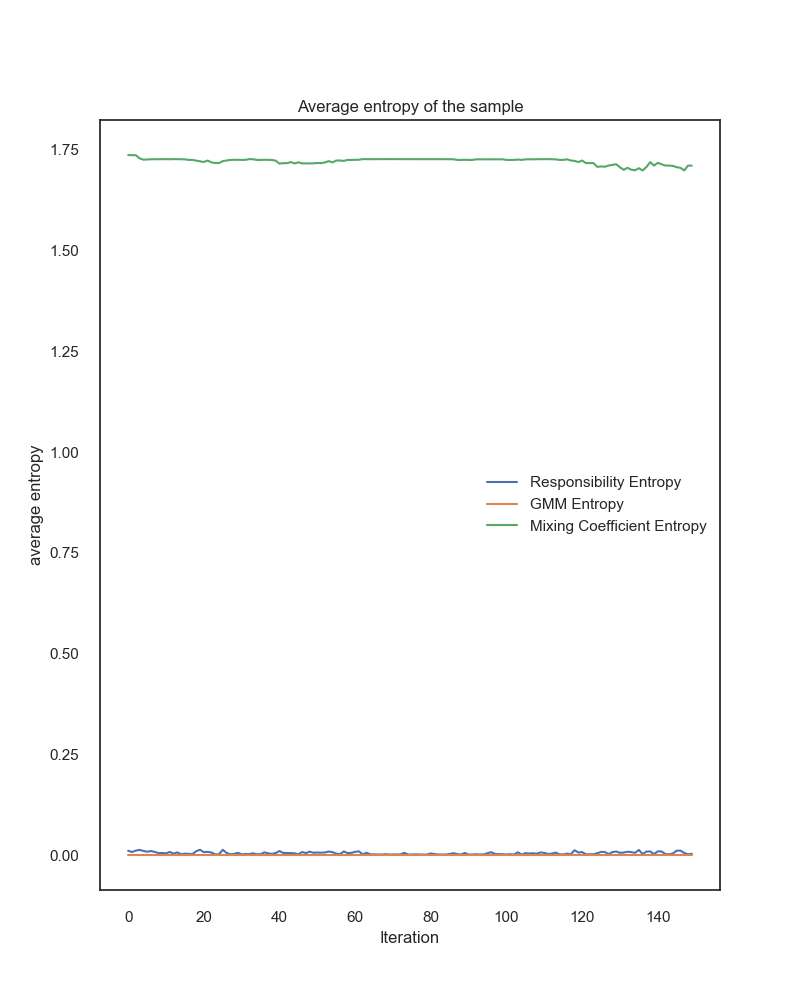 Average entropy of the sample
1.75
1.50
1.25
1.00
0.75
0.50
0.25
0.00
average entropy
Responsibility Entropy
GMM Entropy
Mixing Coefficient Entropy
0 20 40 60 80 100 120 140
Iteration